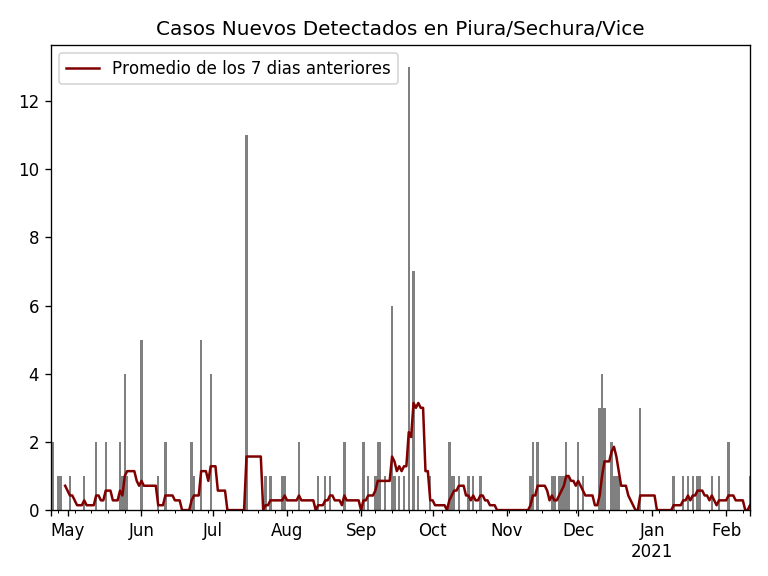 Casos Nuevos Detectados en Piura/Sechura/Vice
Promedio de los 7 dias anteriores
12
10
8
6
4
2
0
May Jun Jul Aug Sep Oct Nov Dec Jan Feb
2021